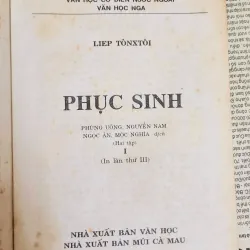 VĂN HỌC CỔ ĐIỂN NƯỚC NGOÀI
VĂN HỌC NGA
LIEP TÔNXTÔI
PHỤC SINH
PHÙNG UÔNG, NGUYỄN NAM
NGỌC ẨN, MỘC NGHĨA dịch
(Hai tập)
I
(In lần thứ III)
NHÀ XUẤT BẢN VĂN HỌC
NHÀ XUẤT BẢN MŨI CÀ MAU